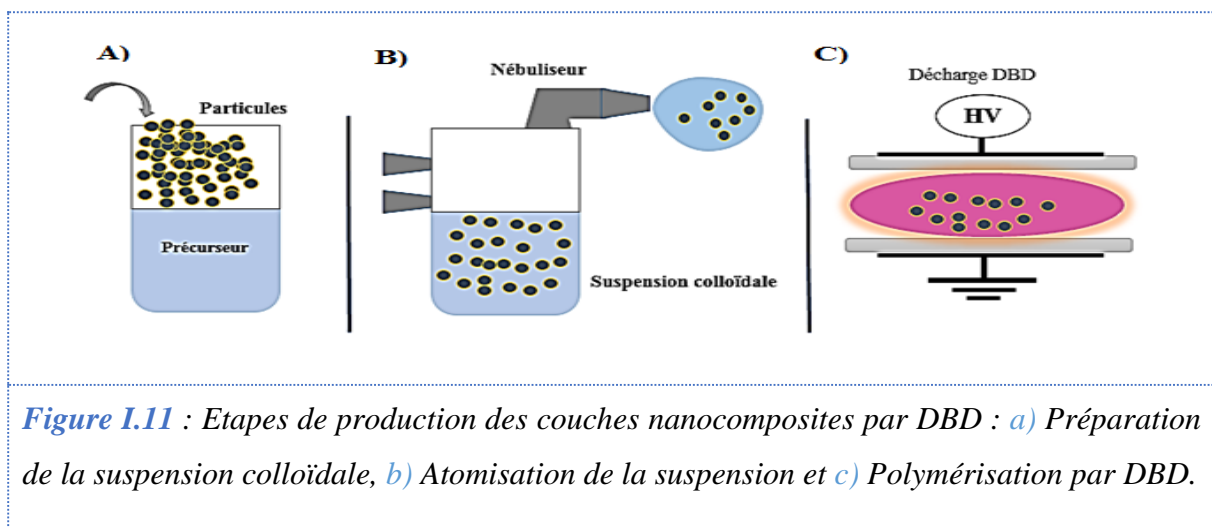 A)
Particules
Précurseur
B)
Nébuliseur
Suspension colloïdale
C)
Décharge DBD
HV
Figure I.11 : Etapes de production des couches nanocomposites par DBD : a) Préparation
de la suspension colloïdale, b) Atomisation de la suspension et c) Polymérisation par DBD.